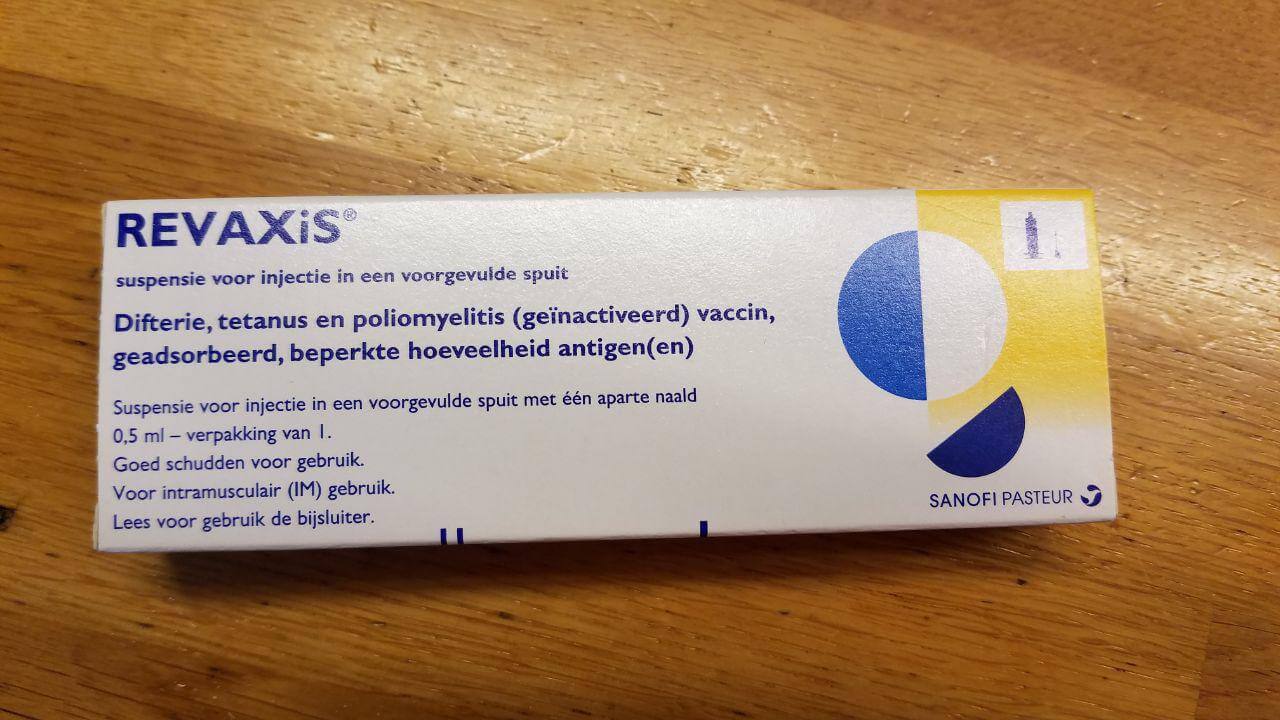 REVAXiS®
suspensie voor injectie in een voorgevulde spuit
Difterie, tetanus en poliomyelitis (geïnactiveerd) vaccin,
geadsorbeerd, beperkte hoeveelheid antigen(en)
Suspensie voor injectie in een voorgevulde spuit met één aparte naald
0,5 ml – verpakking van 1.
Goed schudden voor gebruik.
Voor intramusculair (IM) gebruik.
Lees voor gebruik de bijsluiter.
SANOFI PASTEUR